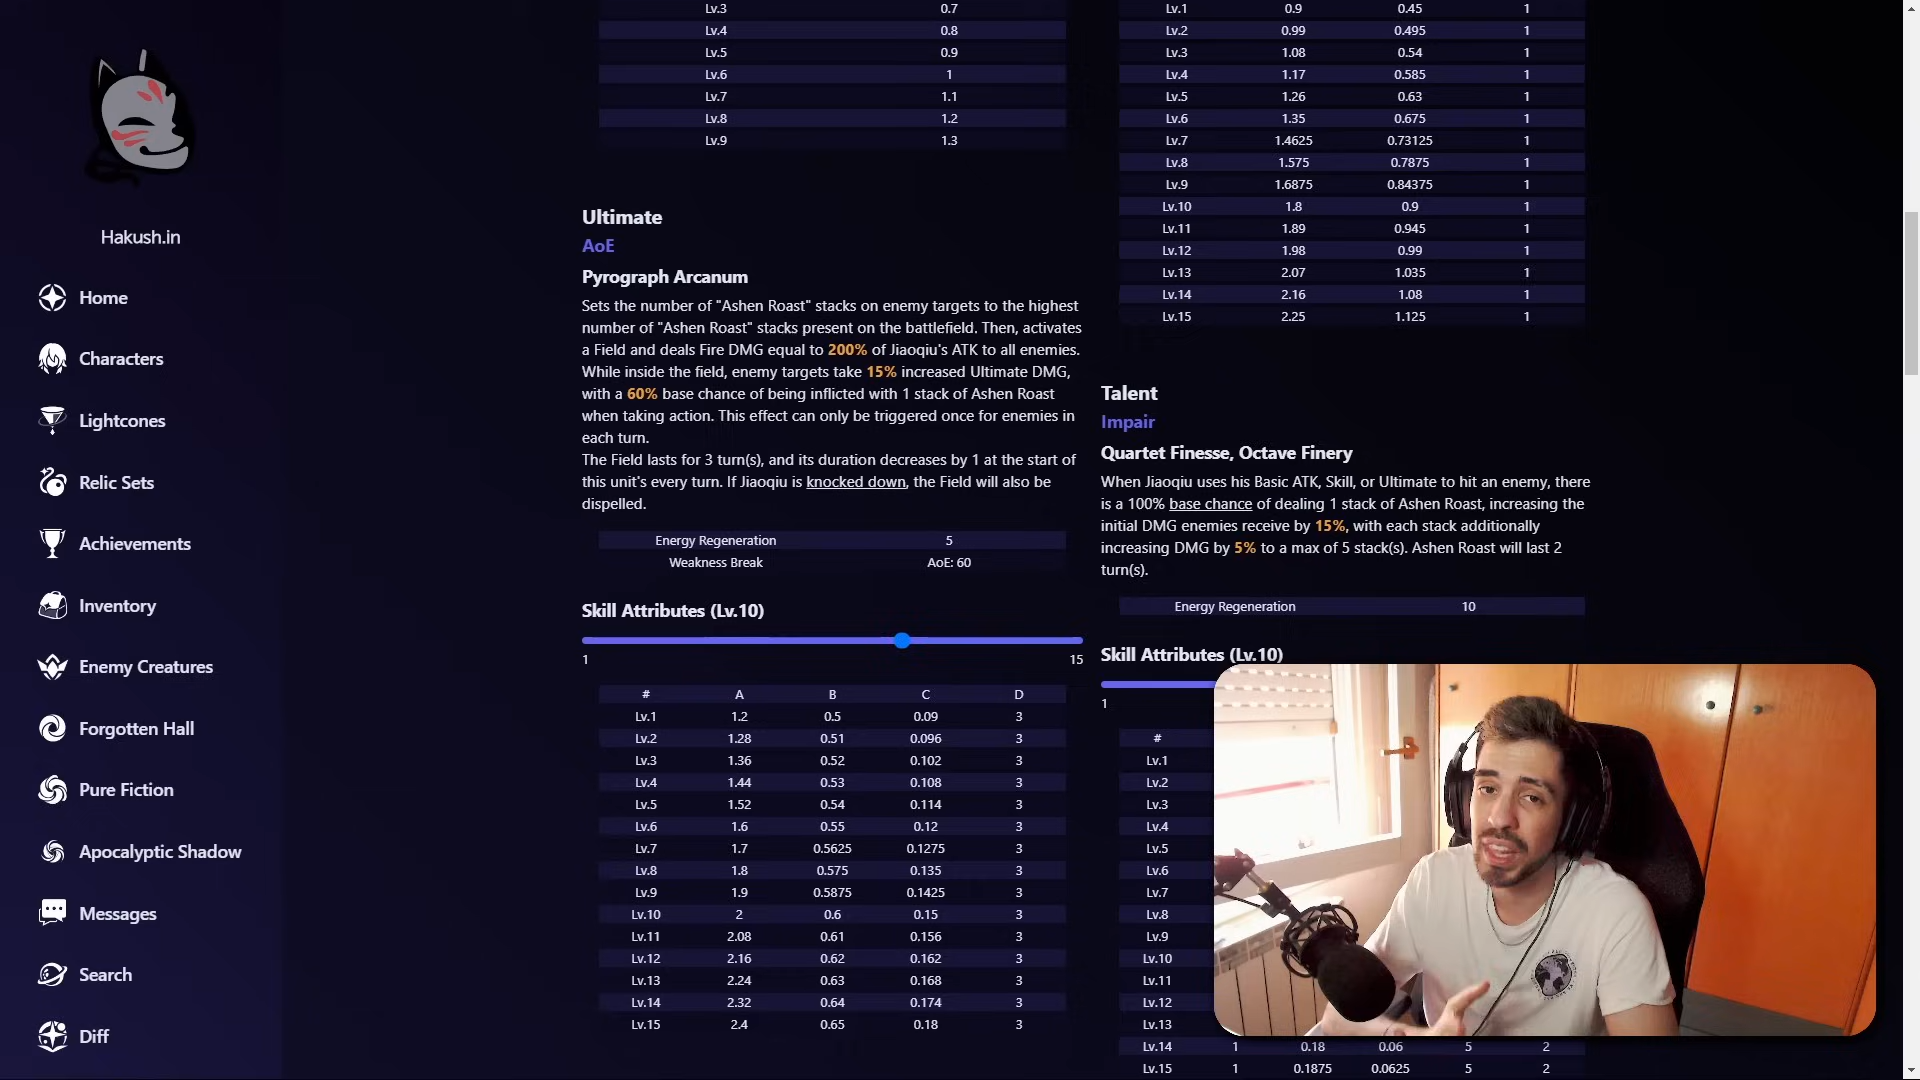 Hakush.in
Home
Characters
Lightcones
Relic Sets
Achievements
Inventory
Enemy Creatures
Forgotten Hall
Pure Fiction
Apocalyptic Shadow
Messages
Search
Diff
Lv.3 0.7
Lv.4 0.8
Lv.5 0.9
Lv.6 1
Lv.7 1.1
Lv.8 1.2
Lv.9 1.3
Ultimate
AoE
Pyrograph Arcanum
Sets the number of "Ashen Roast" stacks on enemy targets to the highest
number of "Ashen Roast" stacks present on the battlefield. Then, activates
a Field and deals Fire DMG equal to 200% of Jiaoqiu's ATK to all enemies.
While inside the field, enemy targets take 15% increased Ultimate DMG,
with a 60% base chance of being inflicted with 1 stack of Ashen Roast
when taking action. This effect can only be triggered once for enemies in
each turn.
The Field lasts for 3 turn(s), and its duration decreases by 1 at the start of
this unit's every turn. If Jiaoqiu is knocked down, the Field will also be
dispelled.
Energy Regeneration 5
Weakness Break AoE: 60
Skill Attributes (Lv.10)
1 15
# A B C D
Lv.1 1.2 0.5 0.09 3
Lv.2 1.28 0.51 0.096 3
Lv.3 1.36 0.52 0.102 3
Lv.4 1.44 0.53 0.108 3
Lv.5 1.52 0.54 0.114 3
Lv.6 1.6 0.55 0.12 3
Lv.7 1.7 0.5625 0.1275 3
Lv.8 1.8 0.575 0.135 3
Lv.9 1.9 0.5875 0.1425 3
Lv.10 2 0.6 0.15 3
Lv.11 2.08 0.61 0.156 3
Lv.12 2.16 0.62 0.162 3
Lv.13 2.24 0.63 0.168 3
Lv.14 2.32 0.64 0.174 3
Lv.15 2.4 0.65 0.18 3
Lv.1 0.9 0.45 1
Lv.2 0.99 0.495 1
Lv.3 1.08 0.54 1
Lv.4 1.17 0.585 1
Lv.5 1.26 0.63 1
Lv.6 1.35 0.675 1
Lv.7 1.4625 0.73125 1
Lv.8 1.575 0.7875 1
Lv.9 1.6875 0.84375 1
Lv.10 1.8 0.9 1
Lv.11 1.89 0.945 1
Lv.12 1.98 0.99 1
Lv.13 2.07 1.035 1
Lv.14 2.16 1.08 1
Lv.15 2.25 1.125 1
Talent
Impair
Quartet Finesse, Octave Finery
When Jiaoqiu uses his Basic ATK, Skill, or Ultimate to hit an enemy, there
is a 100% base chance of dealing 1 stack of Ashen Roast, increasing the
initial DMG enemies receive by 15%, with each stack additionally
increasing DMG by 5% to a max of 5 stack(s). Ashen Roast will last 2
turn(s).
Energy Regeneration 10
Skill Attributes (Lv.10)
1
#
Lv.1
Lv.2
Lv.3
Lv.4
Lv.5
Lv.6
Lv.7
Lv.8
Lv.9
Lv.10
Lv.11
Lv.12
Lv.13
Lv.14 1 0.18 0.06 5 2
Lv.15 1 0.1875 0.0625 5 2